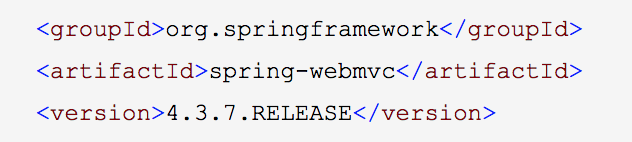 <groupId>org.springframework</groupId>
<artifactId>spring-webmvc</artifactId>
<version>4.3.7.RELEASE</version>